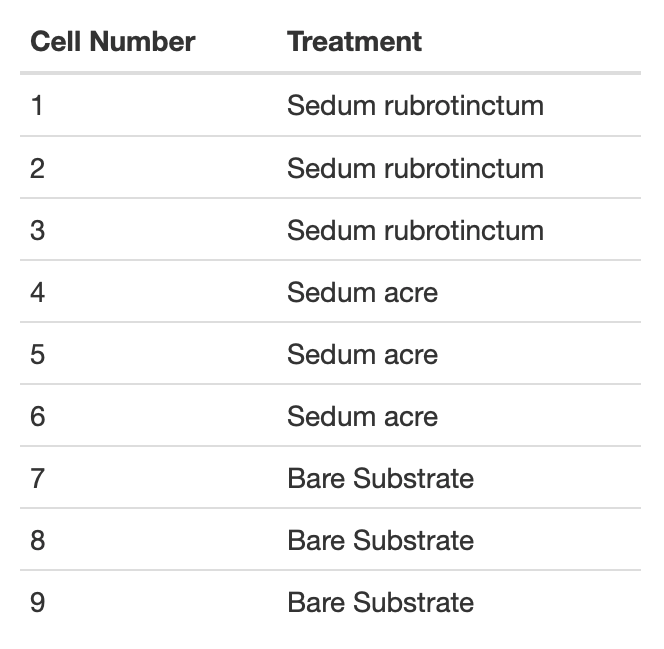 Cell Number Treatment
1 Sedum rubrotinctum
2 Sedum rubrotinctum
3 Sedum rubrotinctum
4 Sedum acre
5 Sedum acre
6 Sedum acre
7 Bare Substrate
8 Bare Substrate
9 Bare Substrate